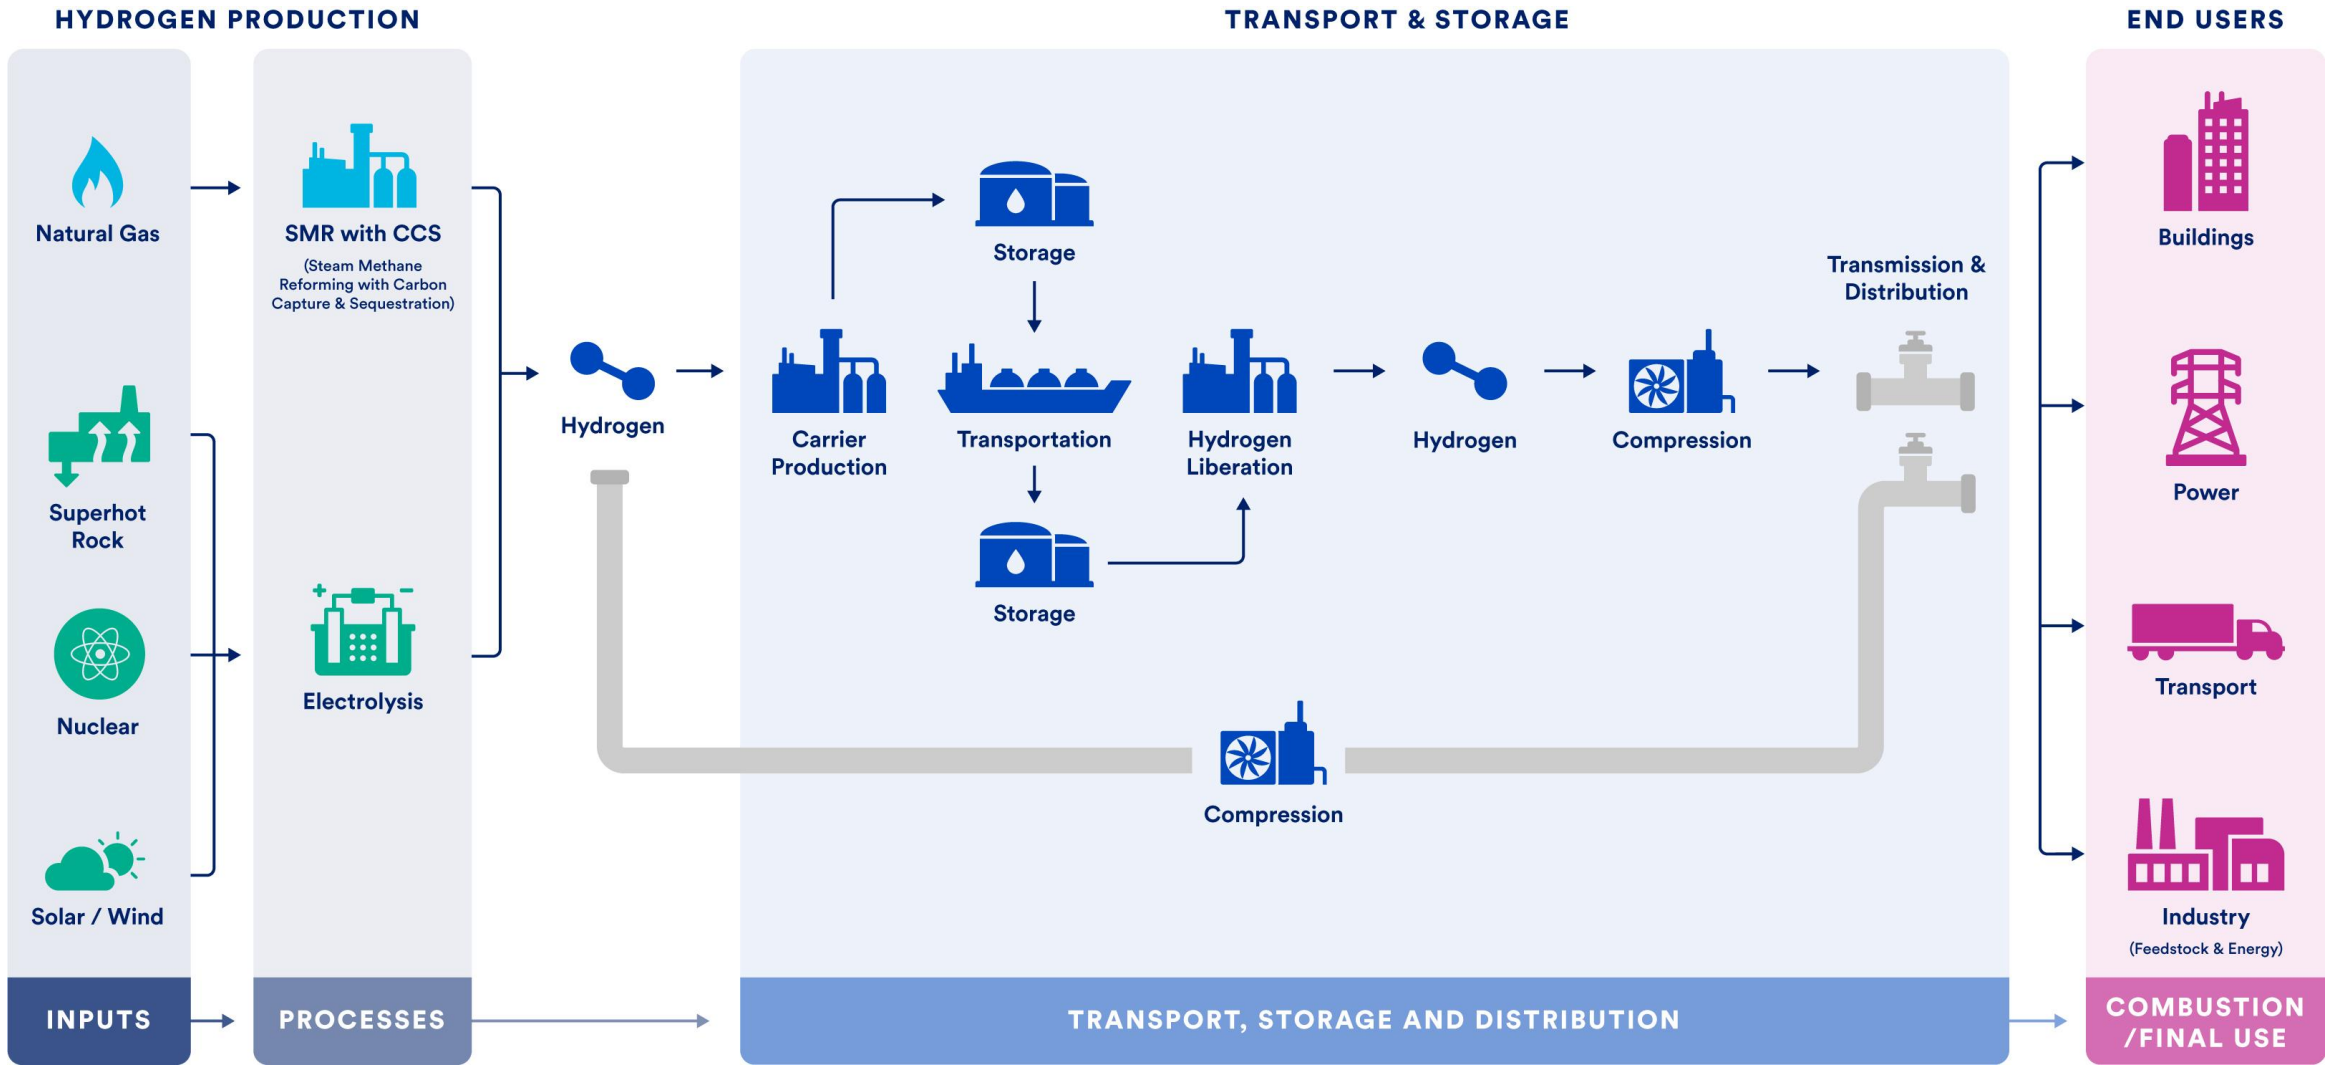 HYDROGEN PRODUCTION
TRANSPORT & STORAGE
END USERS
Natural Gas
Superhot
Rock
Nuclear
Solar / Wind
INPUTS
SMR with CCS
(Steam Methane
Reforming with Carbon
Capture & Sequestration)
Electrolysis
PROCESSES
Hydrogen
Carrier
Production
Storage
Transportation
Storage
Hydrogen
Liberation
Hydrogen
Compression
Transmission &
Distribution
Compression
TRANSPORT, STORAGE AND DISTRIBUTION
Buildings
Power
Transport
Industry
(Feedstock & Energy)
COMBUSTION
/FINAL USE